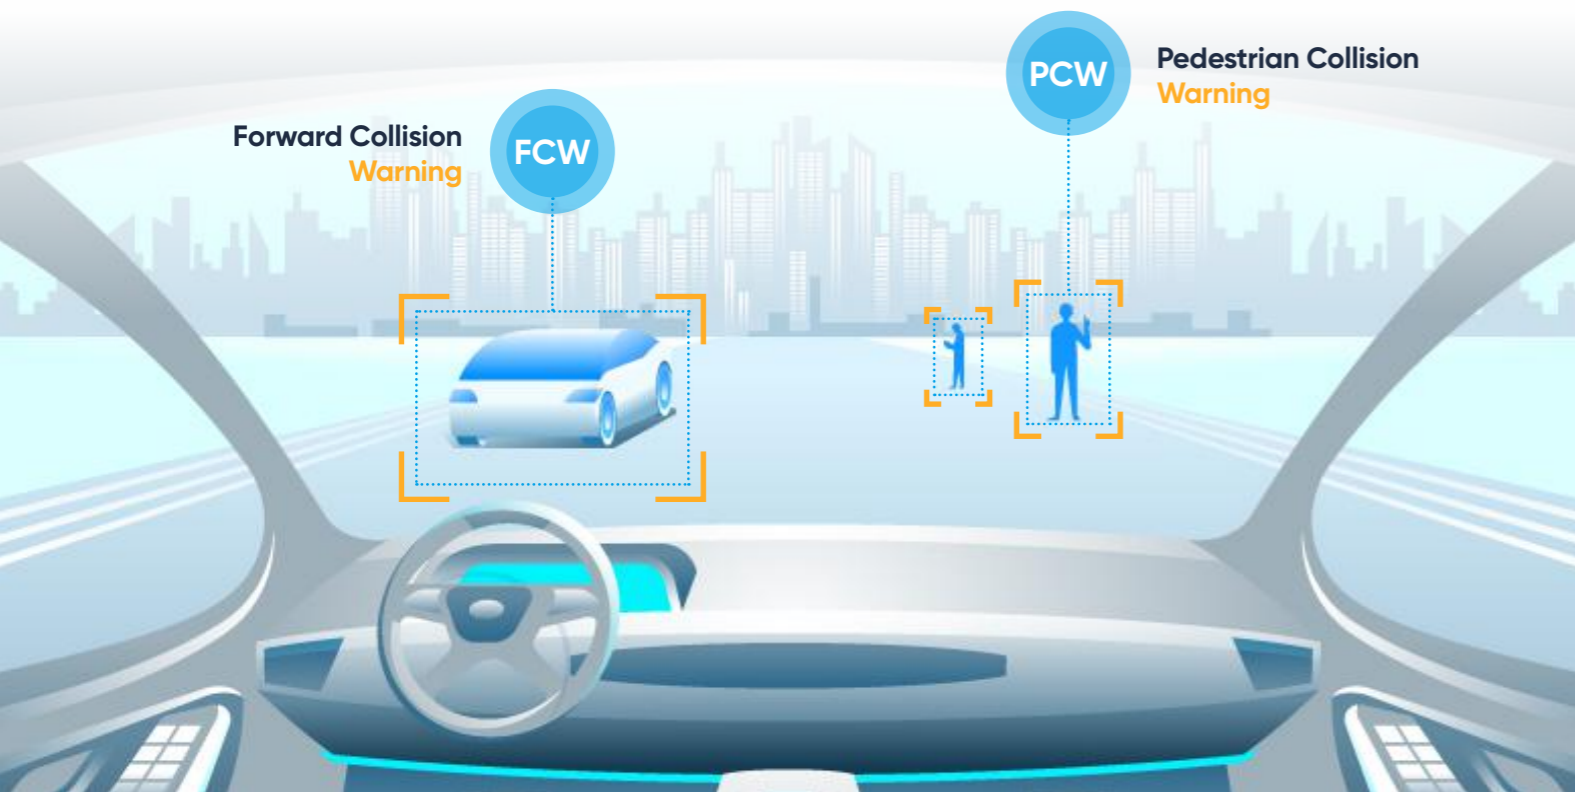 Forward Collision
Warning
FCW
PCW
Pedestrian Collision
Warning